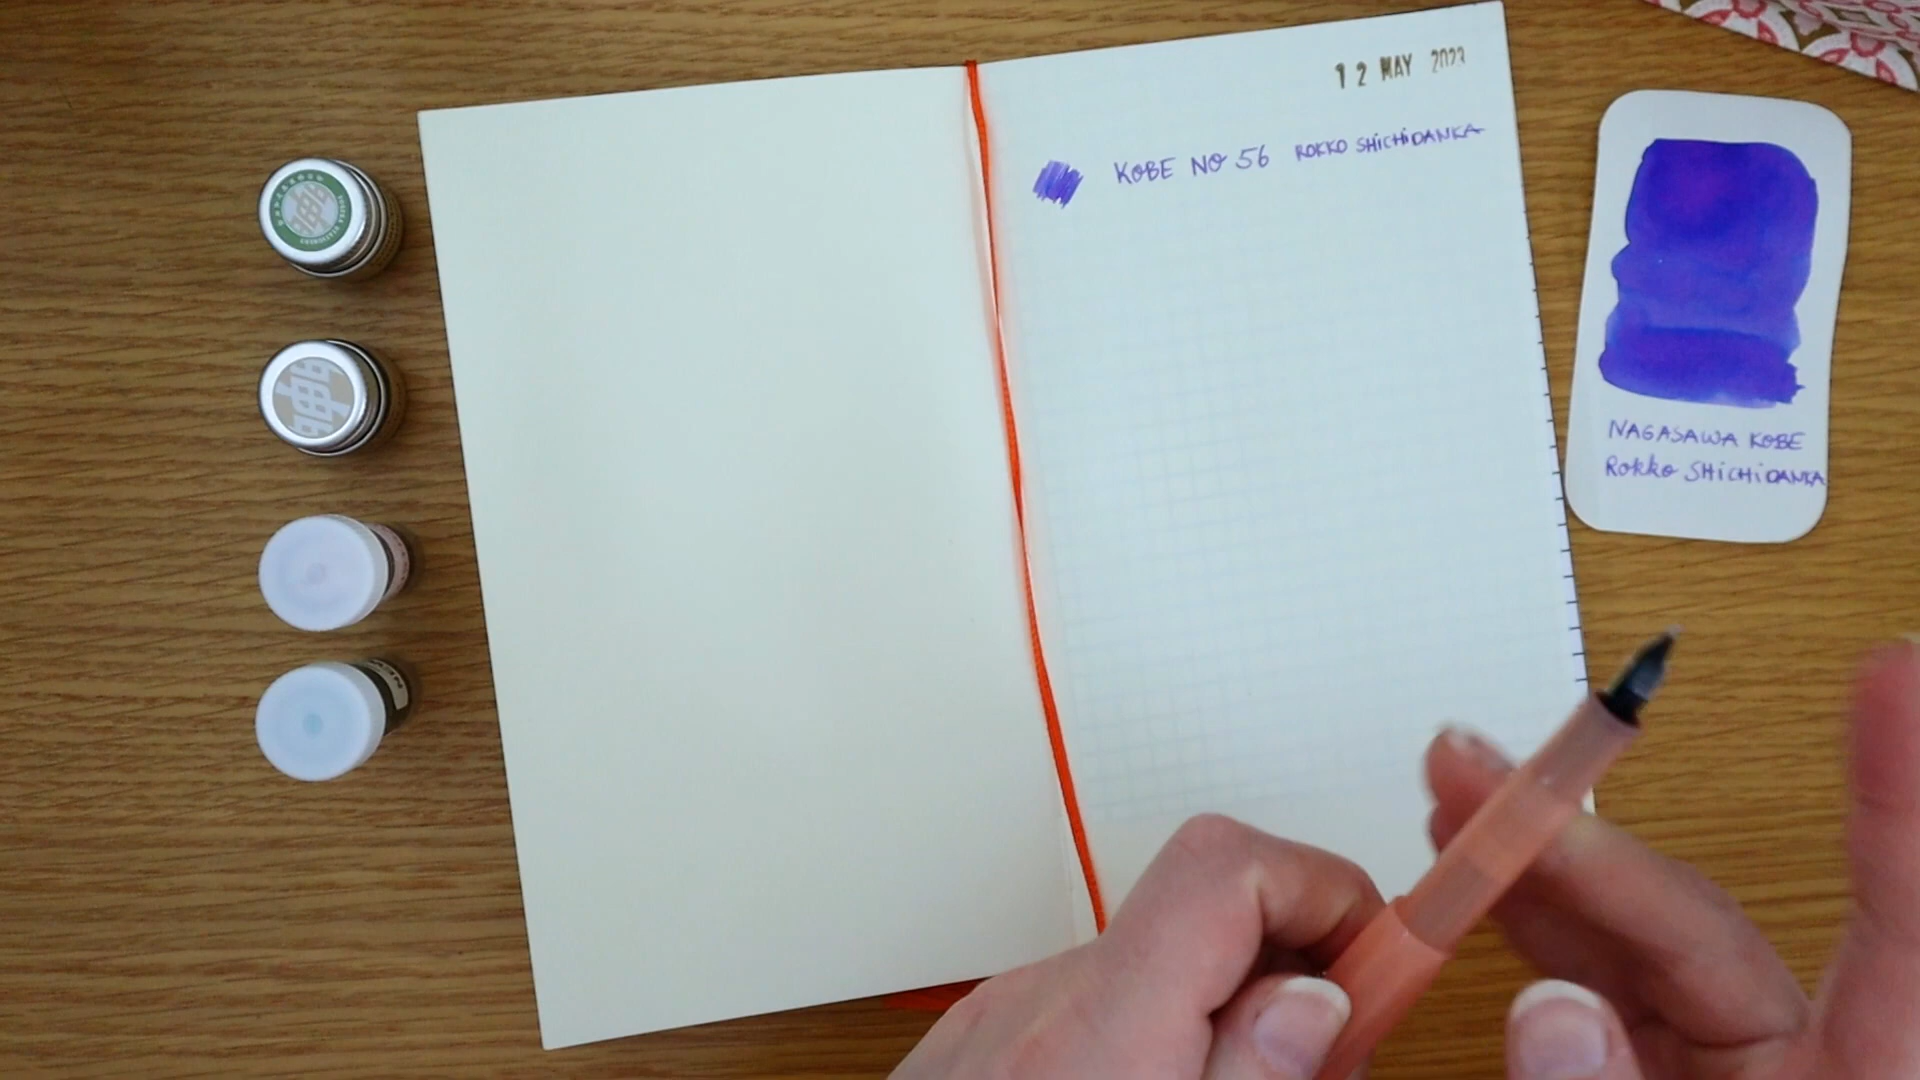 12 MAY 2023
KOBE NO 56 ROKKO SHiCHiDANKA
NAGASAWA KOBE
Rokko SHiCHiDANKA